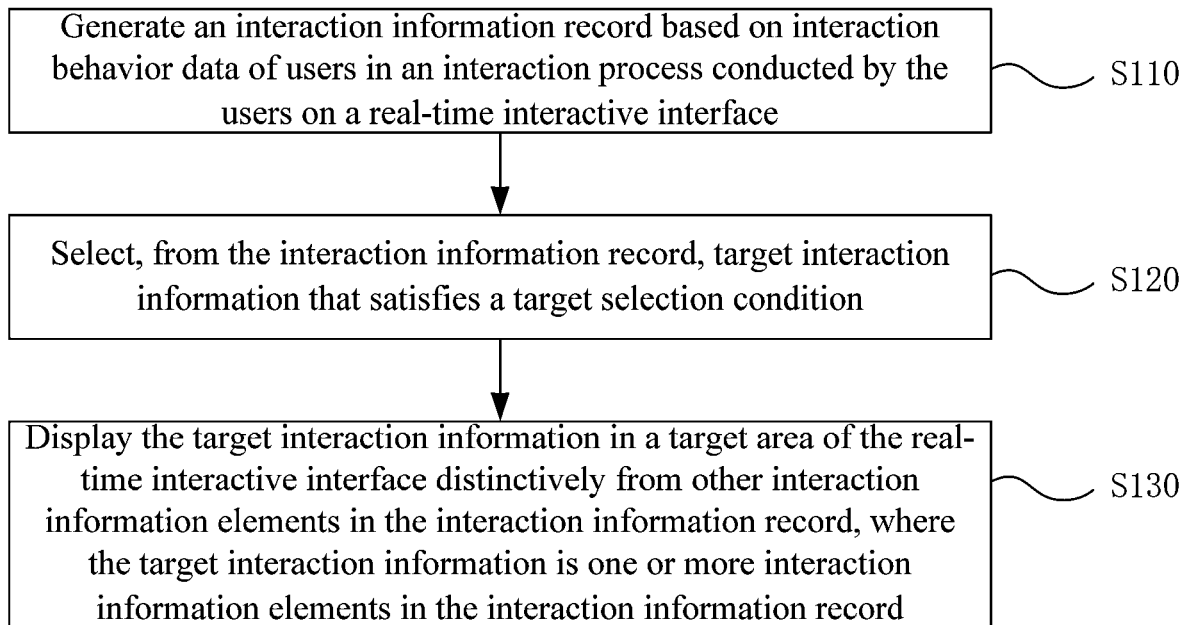 Generate an interaction information record based on interaction
behavior data of users in an interaction process conducted by the
users on a real-time interactive interface
S110
Select, from the interaction information record, target interaction
information that satisfies a target selection condition
S120
Display the target interaction information in a target area of the real-
time interactive interface distinctively from other interaction
information elements in the interaction information record, where
the target interaction information is one or more interaction
information elements in the interaction information record
S130